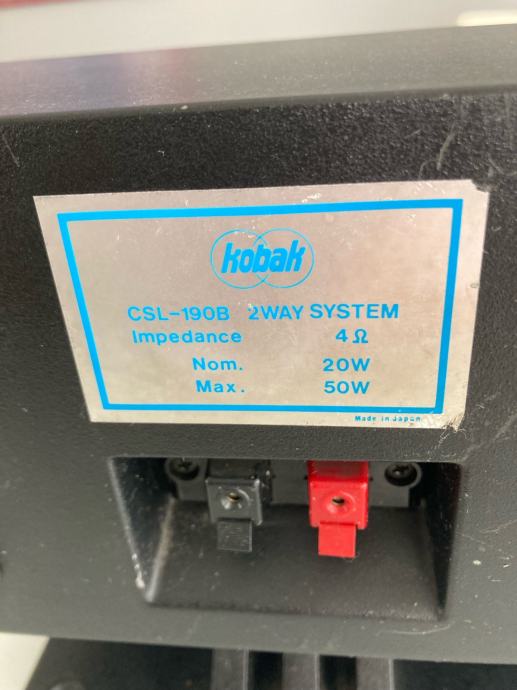 kobak
CSL-190B 2WAY SYSTEM
Impedance 4Ω
Nom. 20W
Max. 50W
Made in Japan